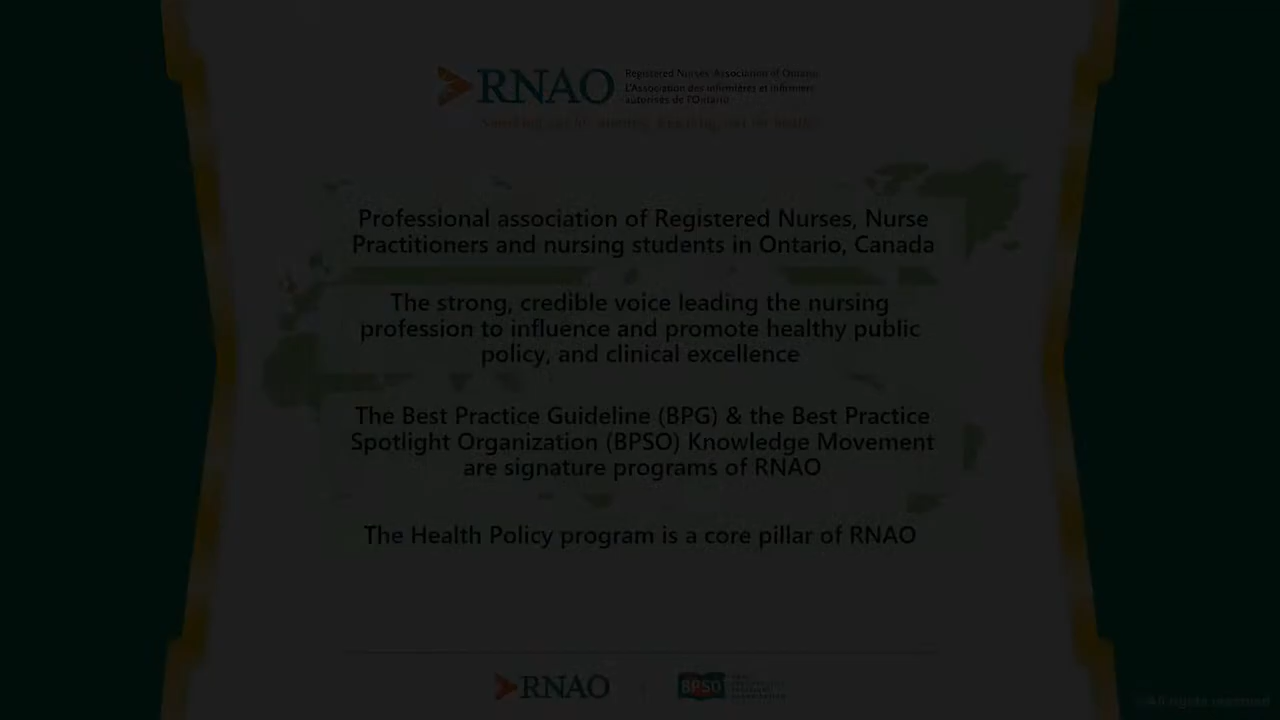 RNAO
Registered Nurses' Association of Ontario
L'Association des infirmières et infirmiers
autorisés de l'Ontario
Professional association of Registered Nurses, Nurse
Practitioners and nursing students in Ontario, Canada
The strong, credible voice leading the nursing
profession to influence and promote healthy public
policy, and clinical excellence
The Best Practice Guideline (BPG) & the Best Practice
Spotlight Organization (BPSO) Knowledge Movement
are signature programs of RNAO
The Health Policy program is a core pillar of RNAO
RNAO
BPSO
All rights reserved